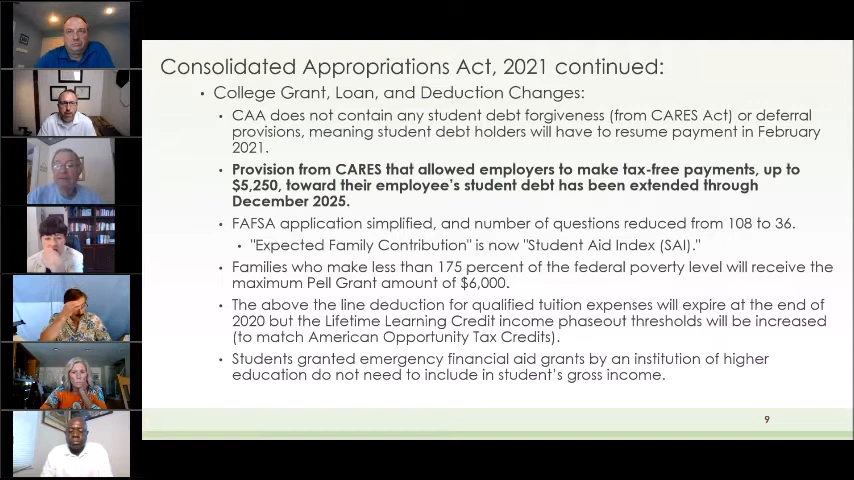 Consolidated Appropriations Act, 2021 continued:
• College Grant, Loan, and Deduction Changes:
• CAA does not contain any student debt forgiveness (from CARES Act) or deferral
provisions, meaning student debt holders will have to resume payment in February
2021.
• Provision from CARES that allowed employers to make tax-free payments, up to
$5,250, toward their employee's student debt has been extended through
December 2025.
• FAFSA application simplified, and number of questions reduced from 108 to 36.
• "Expected Family Contribution" is now "Student Aid Index (SAI)."
• Families who make less than 175 percent of the federal poverty level will receive the
maximum Pell Grant amount of $6,000.
• The above the line deduction for qualified tuition expenses will expire at the end of
2020 but the Lifetime Learning Credit income phaseout thresholds will be increased
(to match American Opportunity Tax Credits).
• Students granted emergency financial aid grants by an institution of higher
education do not need to include in student's gross income.
9